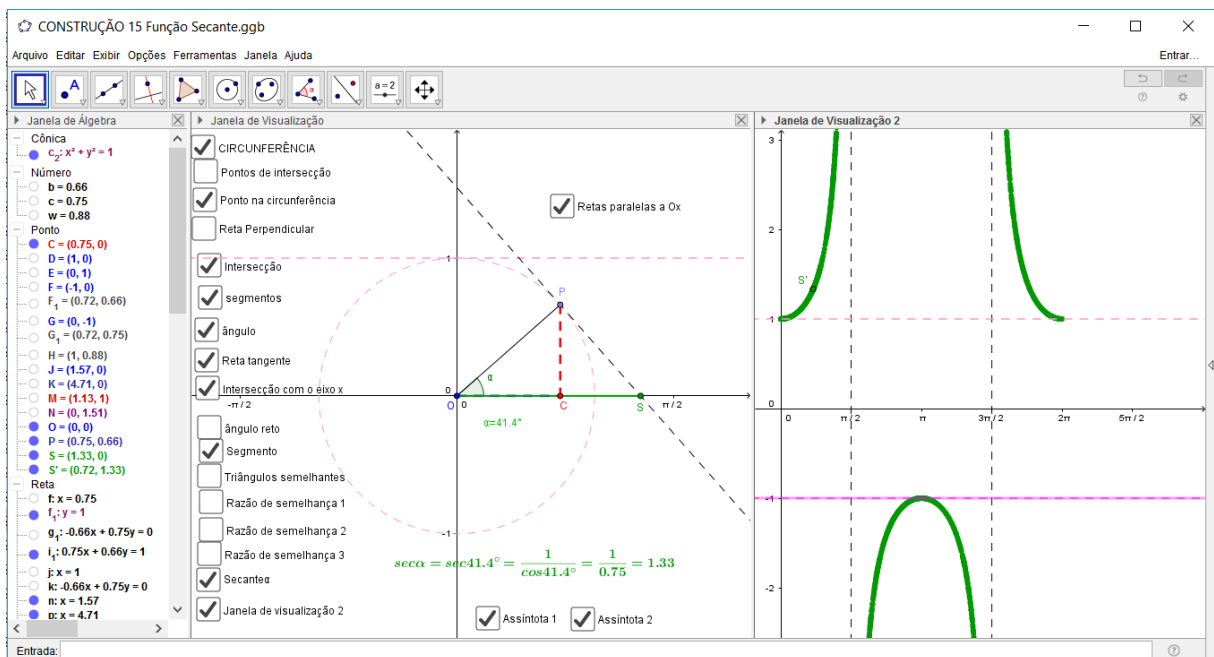 CONSTRUÇÃO 15 Função Secante.ggb
Arquivo Editar Exibir Opções Ferramentas Janela Ajuda
Entrar...
A
α
a=2
Janela de Álgebra
Cônica
c₂: x² + y² = 1
Número
b = 0.66
c = 0.75
w = 0.88
Ponto
C = (0.75, 0)
D = (1, 0)
E = (0, 1)
F = (-1, 0)
F₁ = (0.72, 0.66)
G = (0, -1)
G₁ = (0.72, 0.75)
H = (1, 0.88)
J = (1.57, 0)
K = (4.71, 0)
M = (1.13, 1)
N = (0, 1.51)
O = (0, 0)
P = (0.75, 0.66)
S = (1.33, 0)
S' = (0.72, 1.33)
Reta
f: x = 0.75
f₁: y = 1
g₁: -0.66x + 0.75y = 0
i₁: 0.75x + 0.66y = 1
j: x = 1
k: -0.66x + 0.75y = 0
n: x = 1.57
p: x = 4.71
Janela de Visualização
CIRCUNFERÊNCIA
Pontos de intersecção
Ponto na circunferência
Reta Perpendicular
Intersecção
segmentos
ângulo
Reta tangente
Intersecção com o eixo x
ângulo reto
Segmento
Triângulos semelhantes
Razão de semelhança 1
Razão de semelhança 2
Razão de semelhança 3
Secanteα
Janela de visualização 2
Retas paralelas a Ox
1
P
α
0
-π / 2
O
0
C
S
π / 2
α=41.4°
-1
secα = sec41.4° = 1/cos41.4° = 1/0.75 = 1.33
Assíntota 1
Assíntota 2
Janela de Visualização 2
3
2
S'
1
0
0
π / 2
π
3π / 2
2π
5π / 2
-1
-2
Entrada: